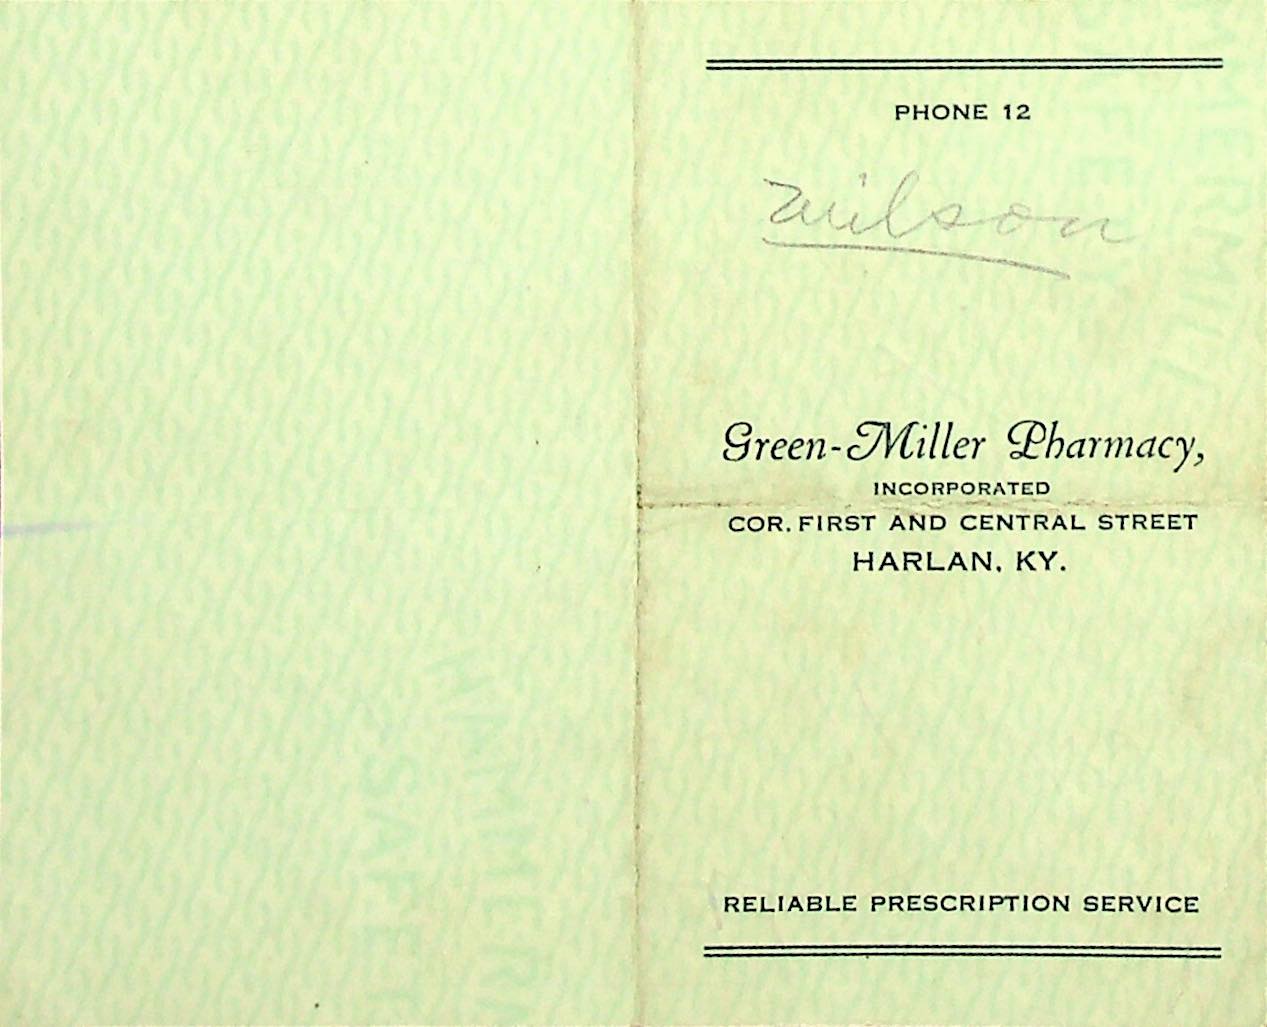 PHONE 12
Wilson
Green-Miller Pharmacy,
INCORPORATED
COR. FIRST AND CENTRAL STREET
HARLAN, KY.
RELIABLE PRESCRIPTION SERVICE